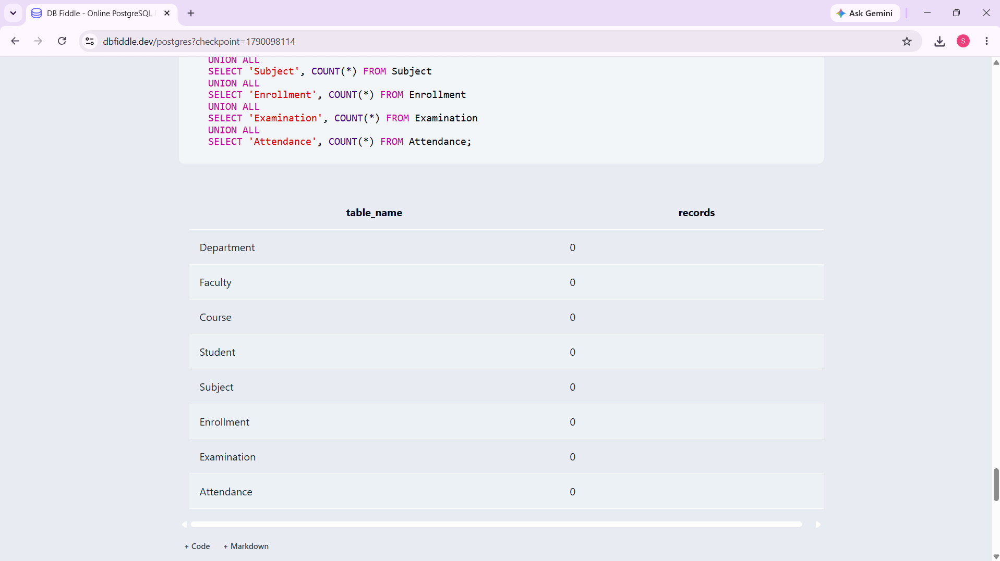 DB Fiddle - Online PostgreSQL
Ask Gemini
dbfiddle.dev/postgres?checkpoint=1790098114
S
UNION ALL
SELECT 'Subject', COUNT(*) FROM Subject
UNION ALL
SELECT 'Enrollment', COUNT(*) FROM Enrollment
UNION ALL
SELECT 'Examination', COUNT(*) FROM Examination
UNION ALL
SELECT 'Attendance', COUNT(*) FROM Attendance;
table_name records
Department 0
Faculty 0
Course 0
Student 0
Subject 0
Enrollment 0
Examination 0
Attendance 0
+ Code + Markdown